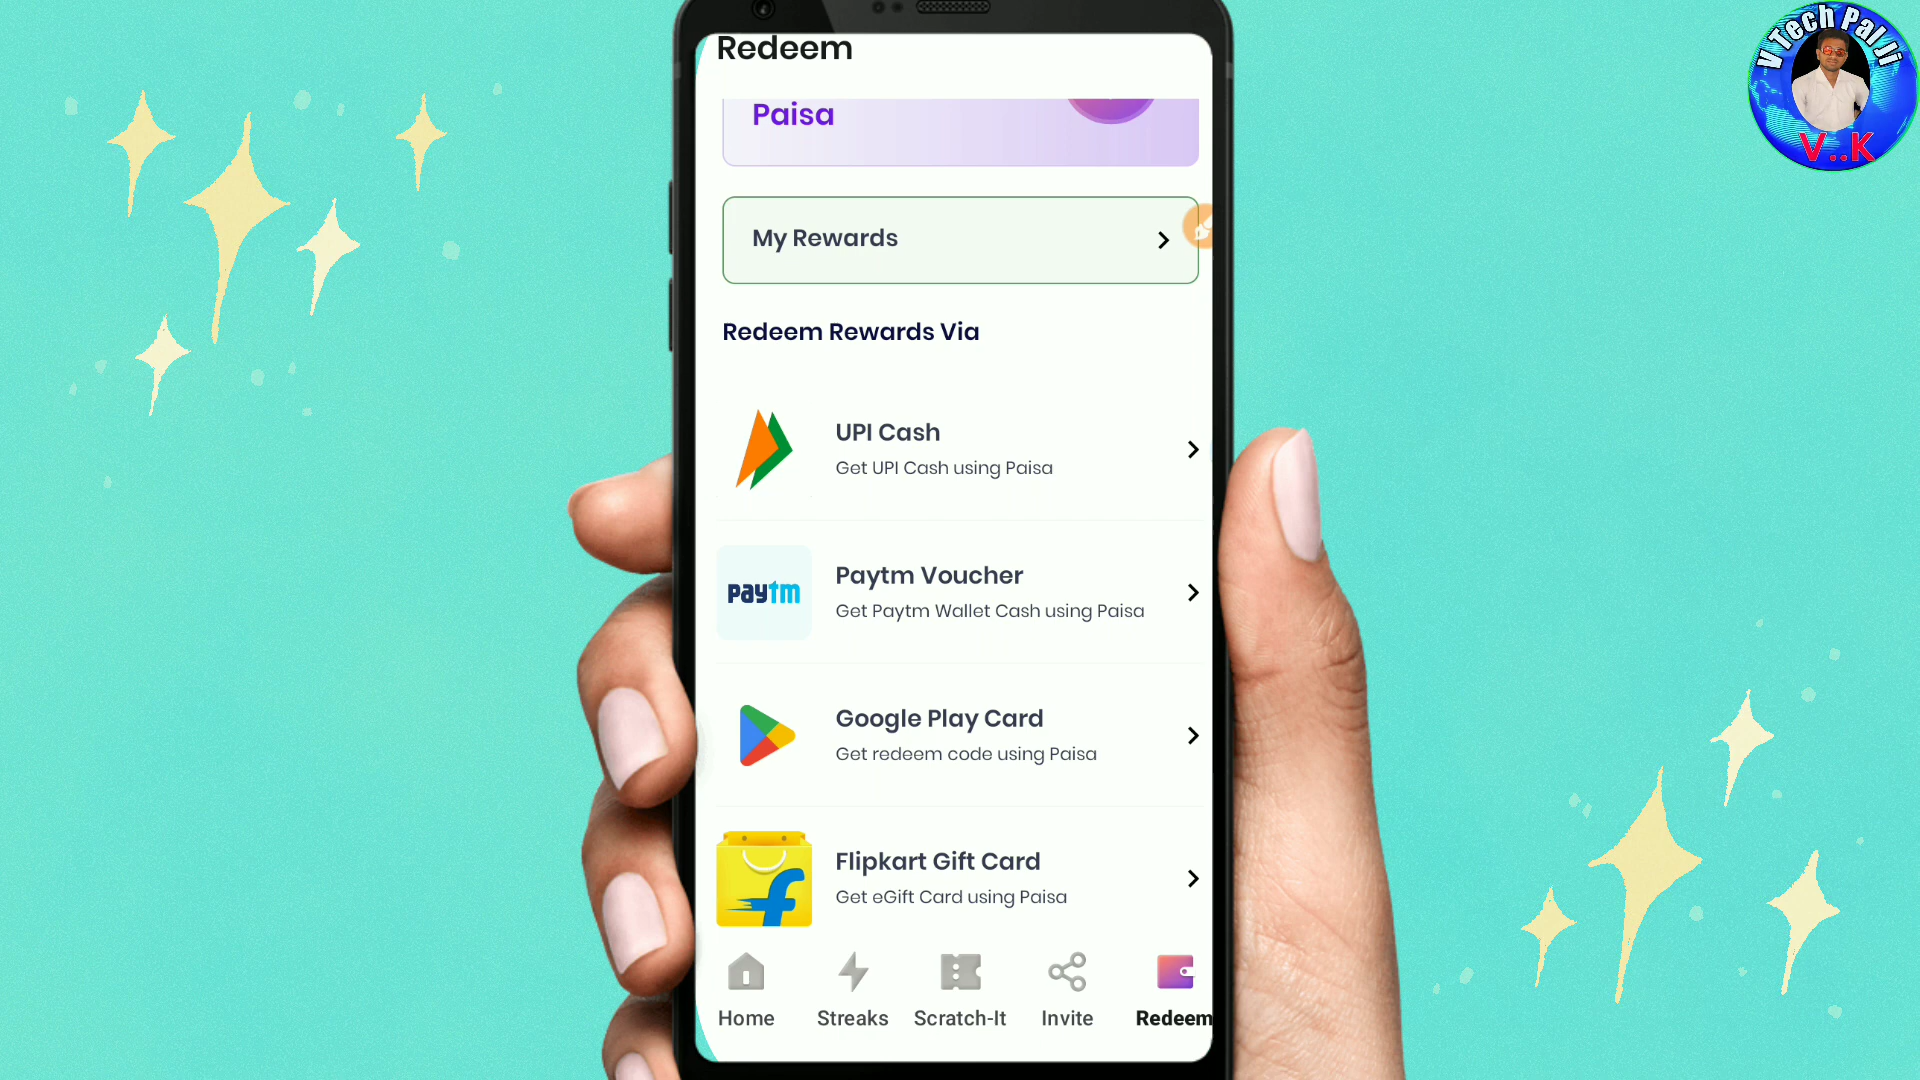 Redeem
V Tech Pal Ji
V..K
Paisa
My Rewards
Redeem Rewards Via
UPI Cash
Get UPI Cash using Paisa
paytm
Paytm Voucher
Get Paytm Wallet Cash using Paisa
Google Play Card
Get redeem code using Paisa
f
Flipkart Gift Card
Get eGift Card using Paisa
Home
Streaks
Scratch-It
Invite
Redeem